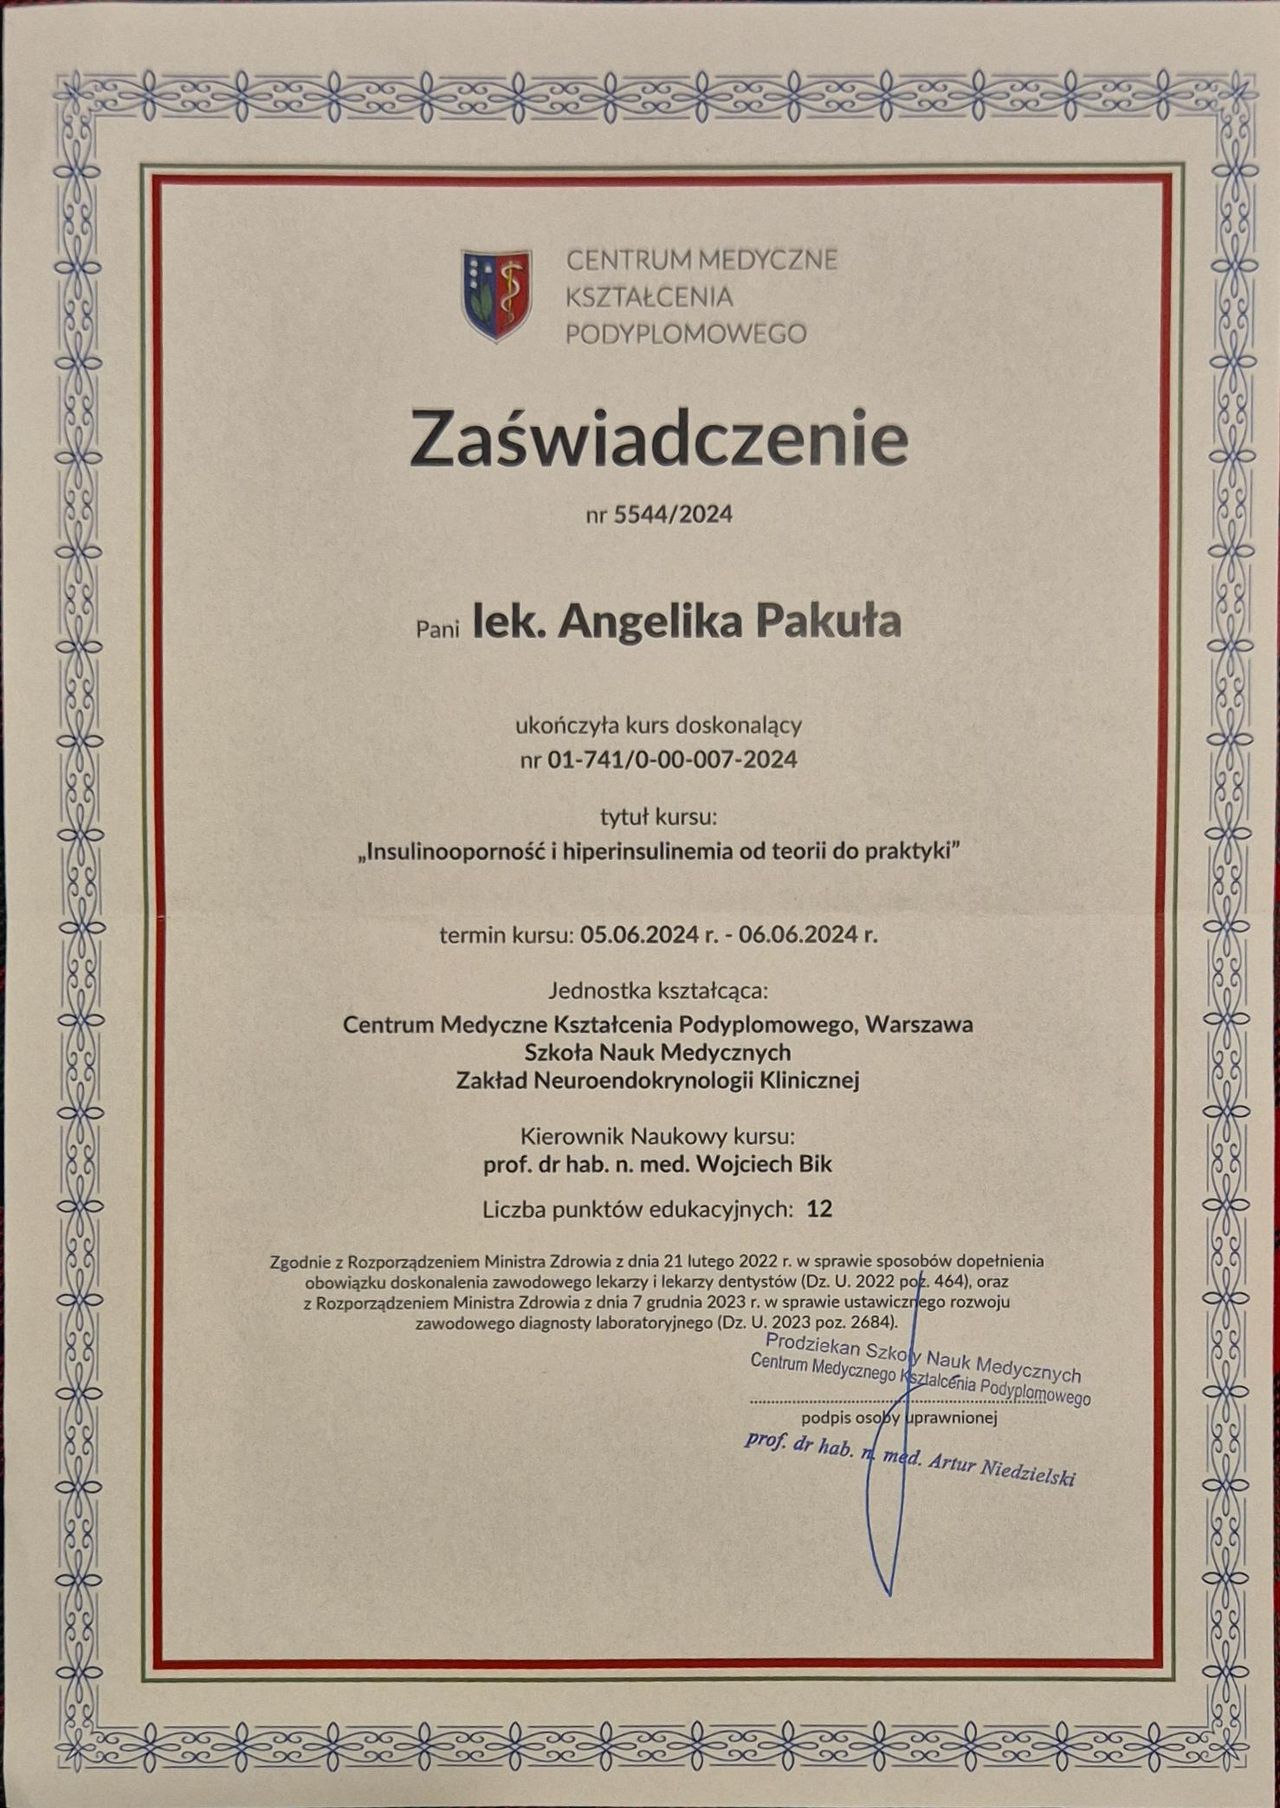 CENTRUM MEDYCZNE
KSZTAŁCENIA
PODYPLOMOWEGO
Zaświadczenie
nr 5544/2024
Pani lek. Angelika Pakuła
ukończyła kurs doskonalący
nr 01-741/0-00-007-2024
tytuł kursu:
„Insulinooporność i hiperinsulinemia od teorii do praktyki”
termin kursu: 05.06.2024 r. - 06.06.2024 r.
Jednostka kształcąca:
Centrum Medyczne Kształcenia Podyplomowego, Warszawa
Szkoła Nauk Medycznych
Zakład Neuroendokrynologii Klinicznej
Kierownik Naukowy kursu:
prof. dr hab. n. med. Wojciech Bik
Liczba punktów edukacyjnych: 12
Zgodnie z Rozporządzeniem Ministra Zdrowia z dnia 21 lutego 2022 r. w sprawie sposobów dopełnienia
obowiązku doskonalenia zawodowego lekarzy i lekarzy dentystów (Dz. U. 2022 poz. 464), oraz
z Rozporządzeniem Ministra Zdrowia z dnia 7 grudnia 2023 r. w sprawie ustawicznego rozwoju
zawodowego diagnosty laboratoryjnego (Dz. U. 2023 poz. 2684).
Prodziekan Szkoły Nauk Medycznych
Centrum Medycznego Kształcenia Podyplomowego
podpis osoby uprawnionej
prof. dr hab. n. med. Artur Niedzielski